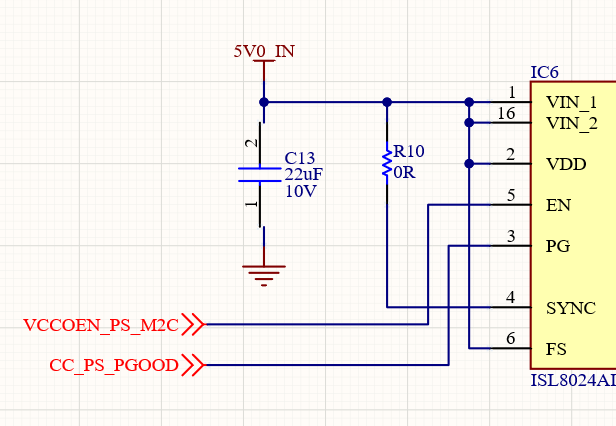 5V0_IN
IC6
1 VIN_1
16 VIN_2
2
C13
22uF
10V
1
R10
0R
2 VDD
5 EN
3 PG
4 SYNC
6 FS
VCCOEN_PS_M2C
CC_PS_PGOOD
ISL8024AI